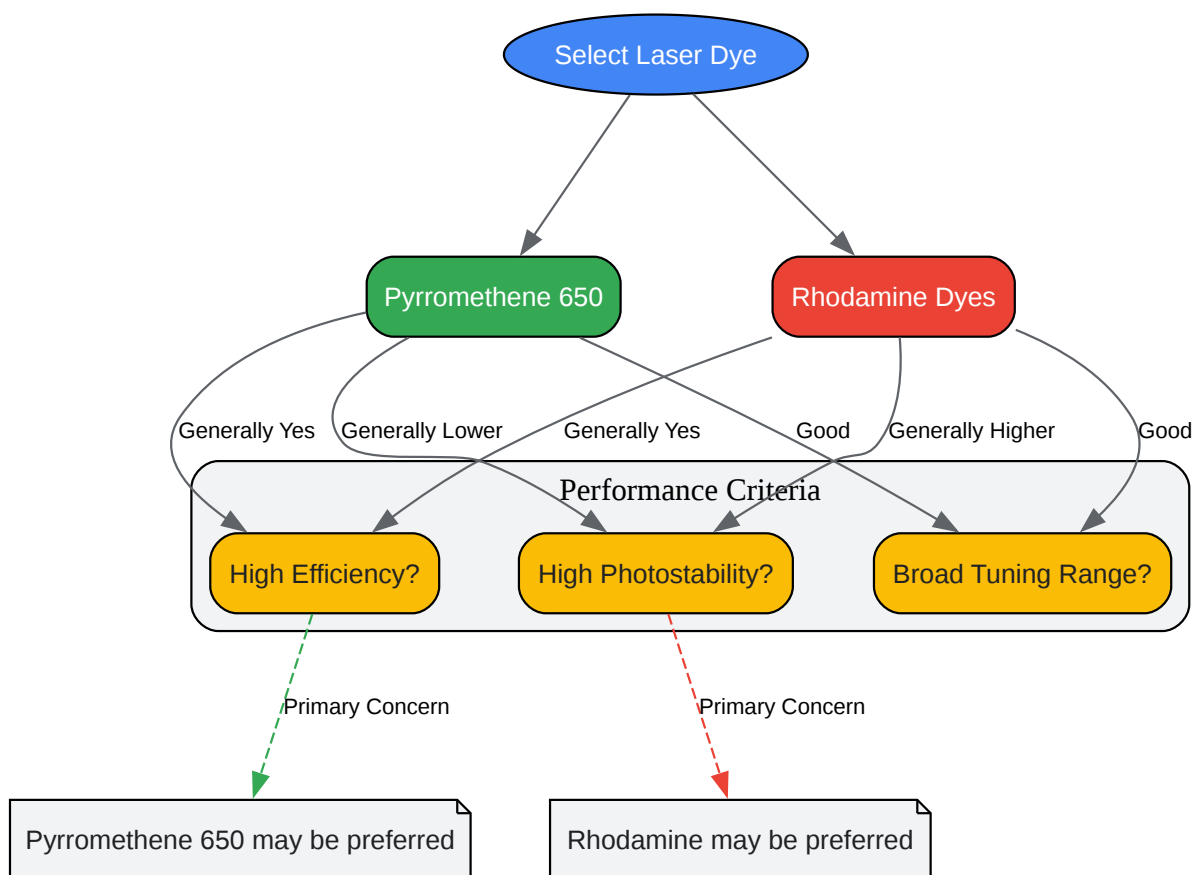 Select Laser Dye
Pyrromethene 650
Rhodamine Dyes
Generally Yes
Generally Lower
Generally Yes
Good
Generally Higher
Good
Performance Criteria
High Efficiency?
High Photostability?
Broad Tuning Range?
Primary Concern
Primary Concern
Pyrromethene 650 may be preferred
Rhodamine may be preferred